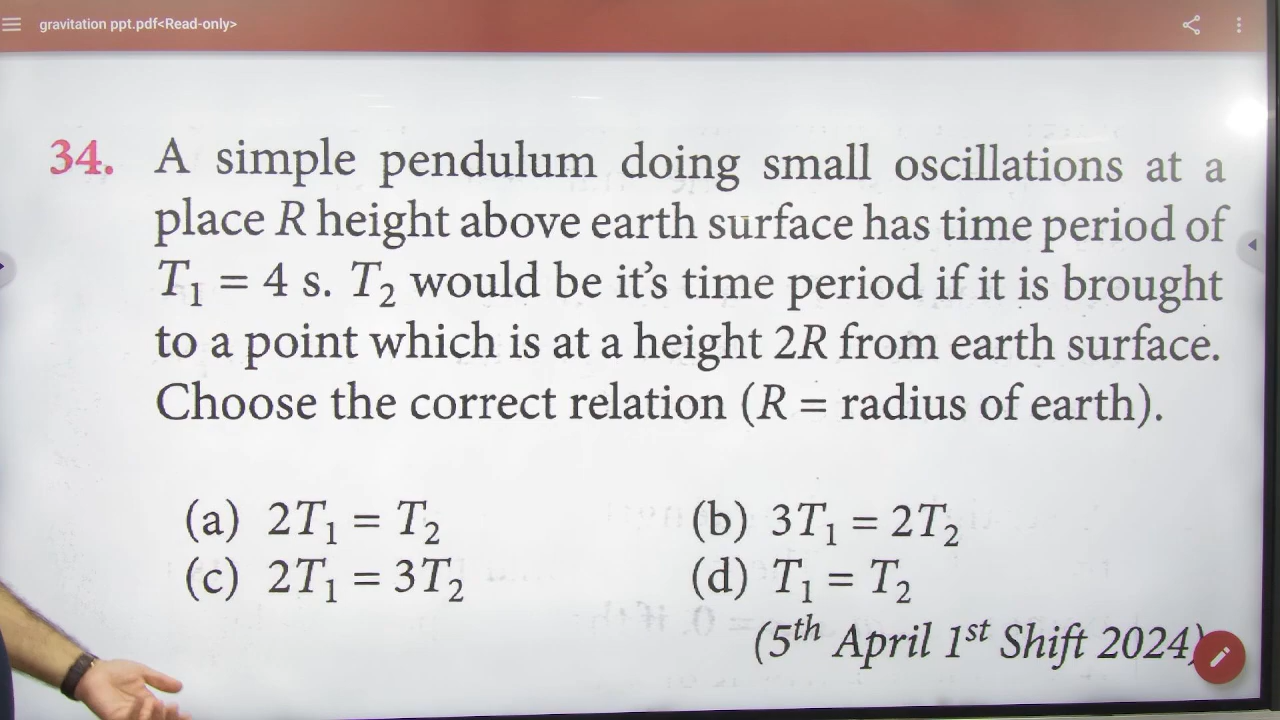 gravitation ppt.pdf<Read-only>
34. A simple pendulum doing small oscillations at a
place R height above earth surface has time period of
T₁ = 4 s. T₂ would be it’s time period if it is brought
to a point which is at a height 2R from earth surface.
Choose the correct relation (R = radius of earth).
(a) 2T₁ = T₂ (b) 3T₁ = 2T₂
(c) 2T₁ = 3T₂ (d) T₁ = T₂
(5th April 1st Shift 2024)